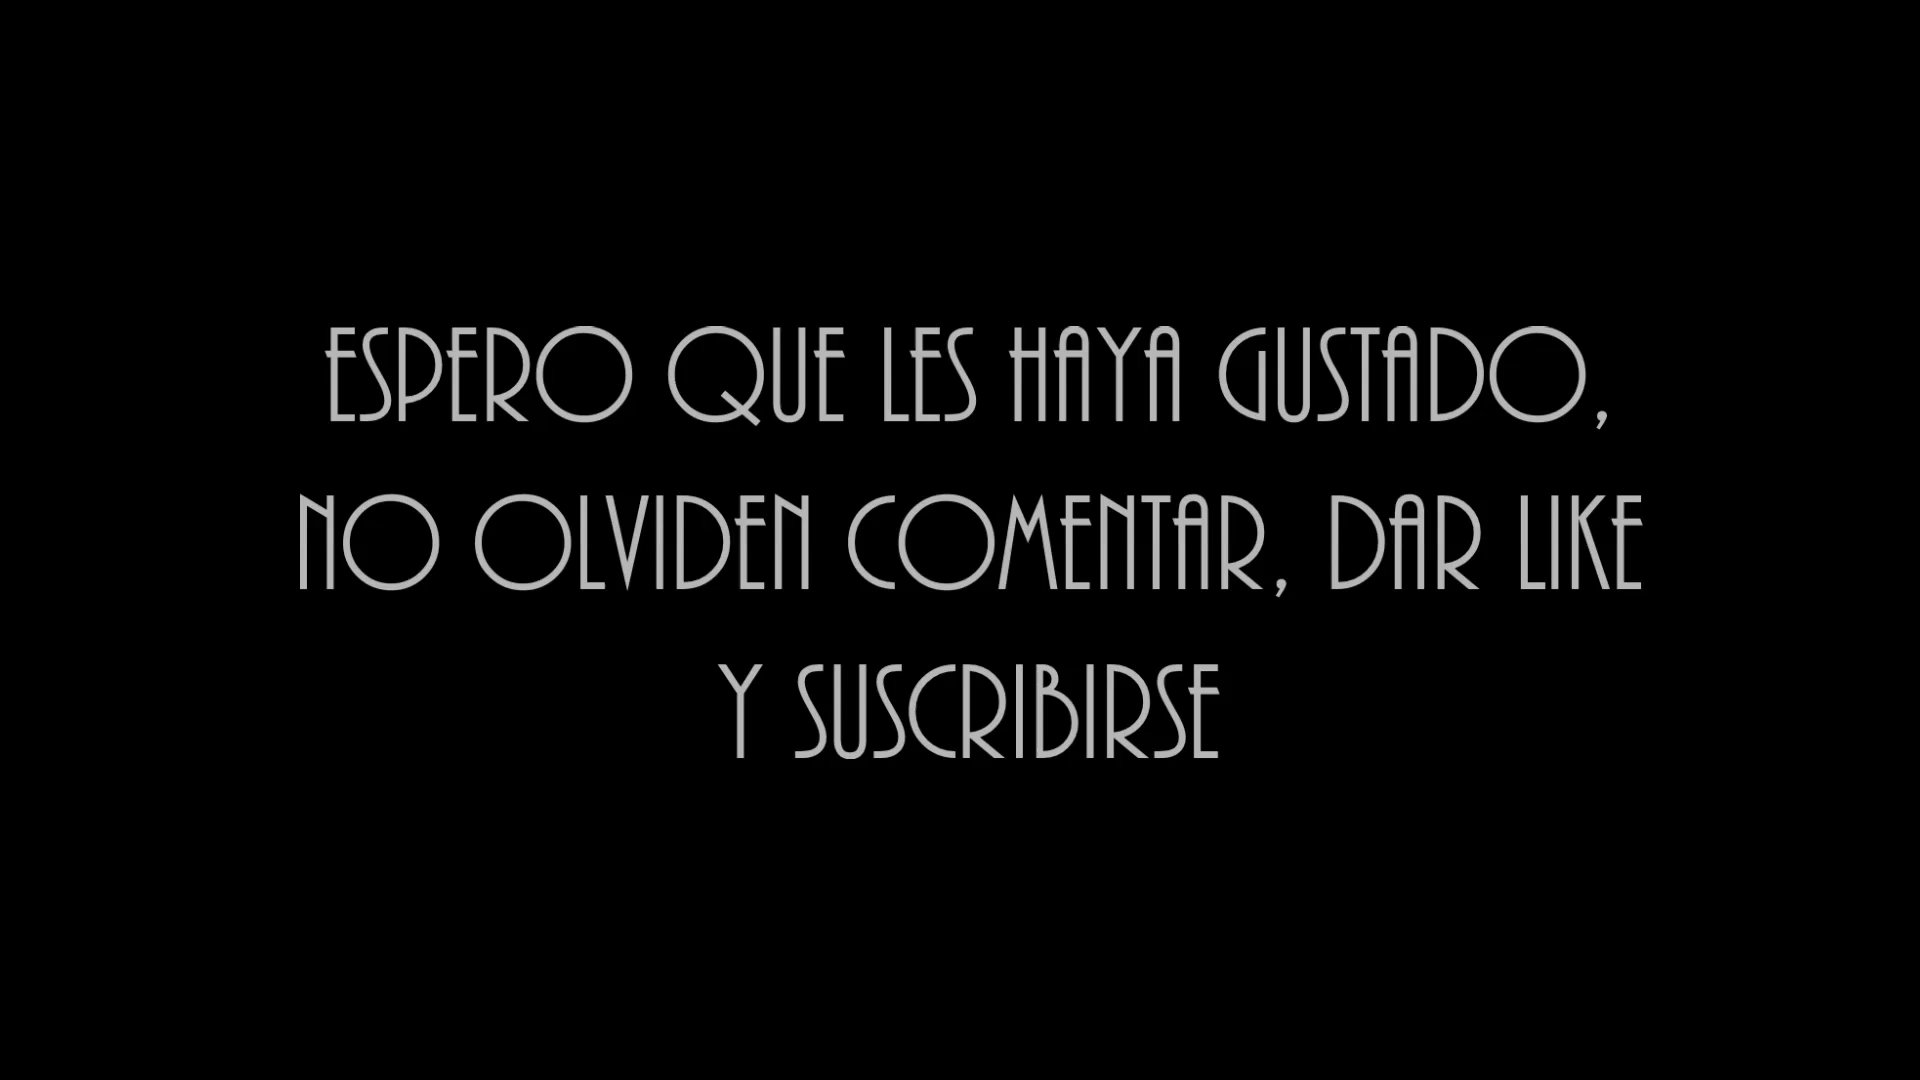 ESPERO QUE LES HAYA GUSTADO,
NO OLVIDEN COMENTAR, DAR LIKE
Y SUSCRIBIRSE